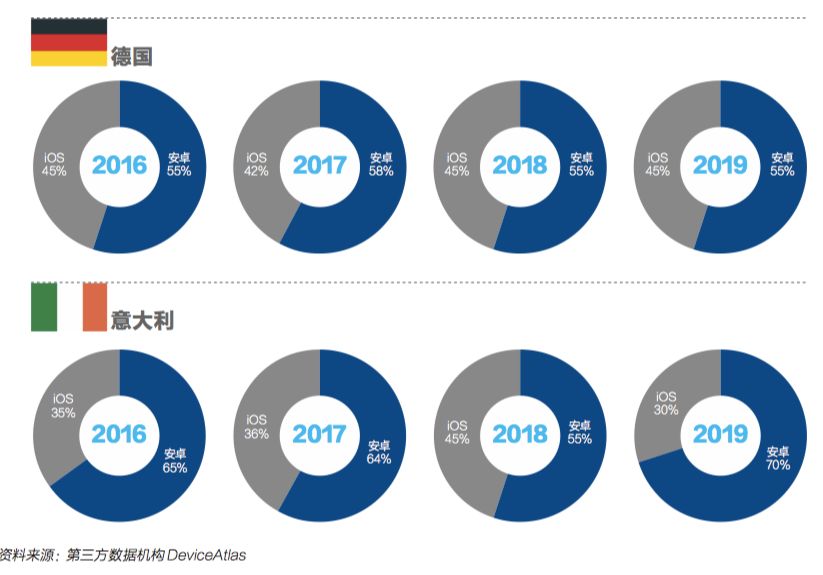 德国
iOS
45%
2016
安卓
55%
iOS
42%
2017
安卓
58%
iOS
45%
2018
安卓
55%
iOS
45%
2019
安卓
55%
意大利
iOS
35%
2016
安卓
65%
iOS
36%
2017
安卓
64%
iOS
45%
2018
安卓
55%
iOS
30%
2019
安卓
70%
资料来源：第三方数据机构 DeviceAtlas